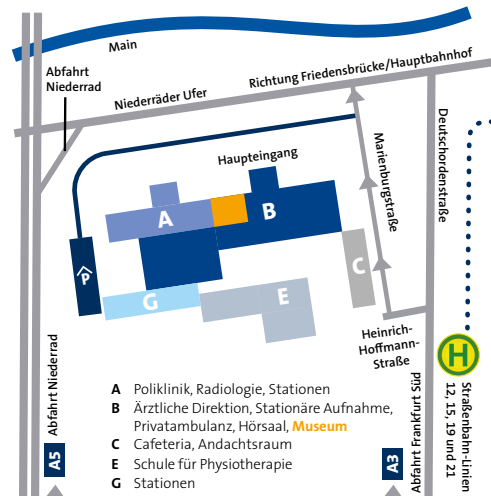 Main
Abfahrt
Niederrad
Niederräder Ufer
Richtung Friedensbrücke/Hauptbahnhof
Deutschordenstraße
Marienburgstraße
Haupteingang
A
B
C
P
G
E
Heinrich-
Hoffmann-
Straße
H
Straßenbahn-Linien
12, 15, 19 und 21
Abfahrt Niederrad
A5
Abfahrt Frankfurt Süd
A3
A Poliklinik, Radiologie, Stationen
B Ärztliche Direktion, Stationäre Aufnahme,
Privatambulanz, Hörsaal, Museum
C Cafeteria, Andachtsraum
E Schule für Physiotherapie
G Stationen